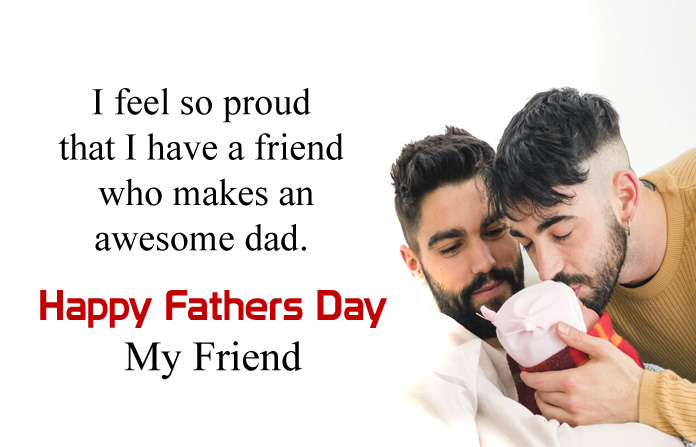 I feel so proud
that I have a friend
who makes an
awesome dad.
Happy Fathers Day
My Friend